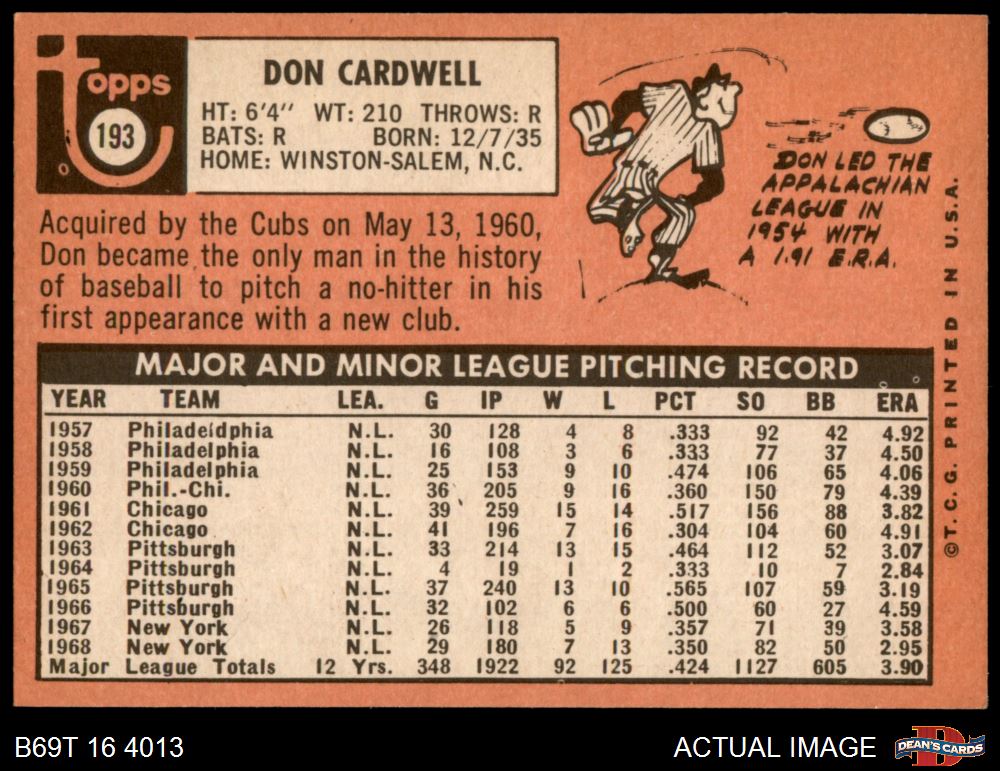 topps
193
DON CARDWELL
HT: 6'4" WT: 210 THROWS: R
BATS: R BORN: 12/7/35
HOME: WINSTON-SALEM, N.C.
Acquired by the Cubs on May 13, 1960,
Don became the only man in the history
of baseball to pitch a no-hitter in his
first appearance with a new club.
DON LED THE
APPALACHIAN
LEAGUE IN
1954 WITH
A 1.91 E.R.A.
MAJOR AND MINOR LEAGUE PITCHING RECORD
YEAR TEAM LEA. G IP W L PCT SO BB ERA
1957 Philadeldphia N.L. 30 128 4 8 .333 92 42 4.92
1958 Philadelphia N.L. 16 108 3 6 .333 77 37 4.50
1959 Philadelphia N.L. 25 153 9 10 .474 106 65 4.06
1960 Phil.-Chi. N.L. 36 205 9 16 .360 150 79 4.39
1961 Chicago N.L. 39 259 15 14 .517 156 88 3.82
1962 Chicago N.L. 41 196 7 16 .304 104 60 4.91
1963 Pittsburgh N.L. 33 214 13 15 .464 112 52 3.07
1964 Pittsburgh N.L. 4 19 1 2 .333 10 7 2.84
1965 Pittsburgh N.L. 37 240 13 10 .565 107 59 3.19
1966 Pittsburgh N.L. 32 102 6 6 .500 60 27 4.59
1967 New York N.L. 26 118 5 9 .357 71 39 3.58
1968 New York N.L. 29 180 7 13 .350 82 50 2.95
Major League Totals 12 Yrs. 348 1922 92 125 .424 1127 605 3.90
©T.C.G. PRINTED IN U.S.A.
B69T 16 4013
ACTUAL IMAGE
D
DEAN'S CARDS